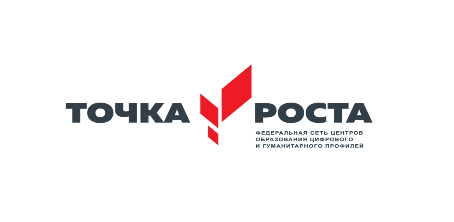 ТОЧКА РОСТА
ФЕДЕРАЛЬНАЯ СЕТЬ ЦЕНТРОВ
ОБРАЗОВАНИЯ ЦИФРОВОГО
И ГУМАНИТАРНОГО ПРОФИЛЕЙ